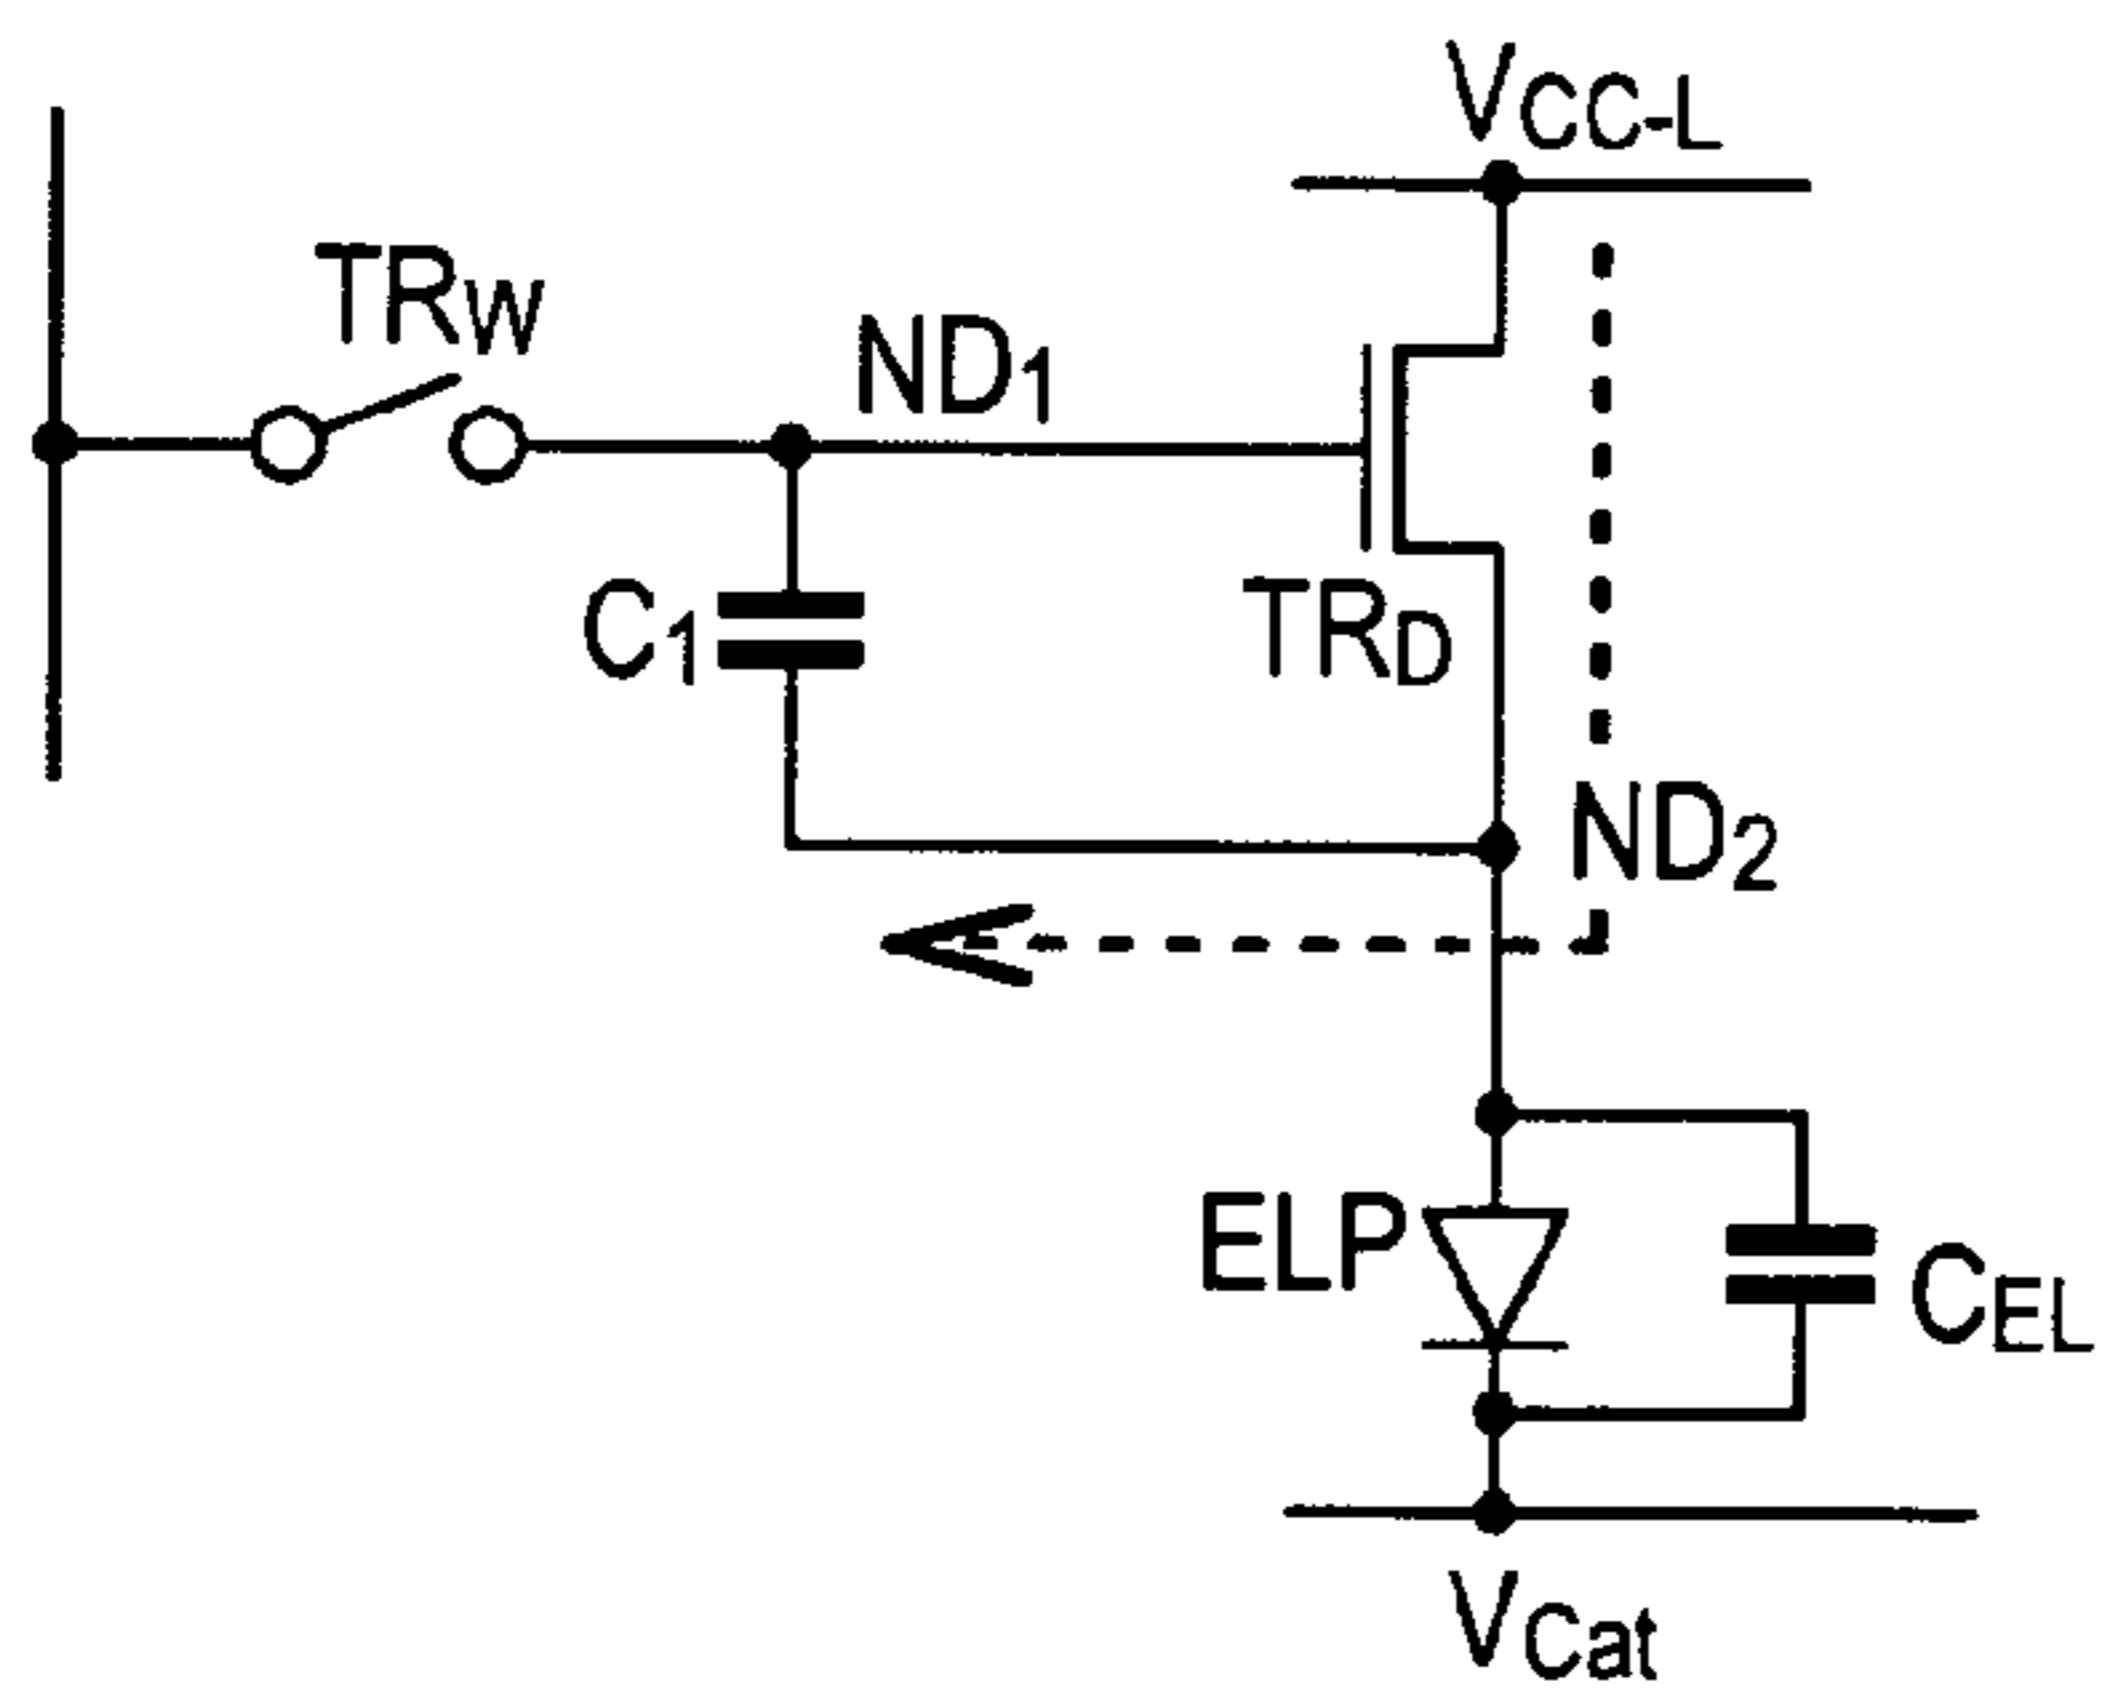 VCC-L
TRW
ND1
C1
TRD
ND2
ELP
CEL
VCat